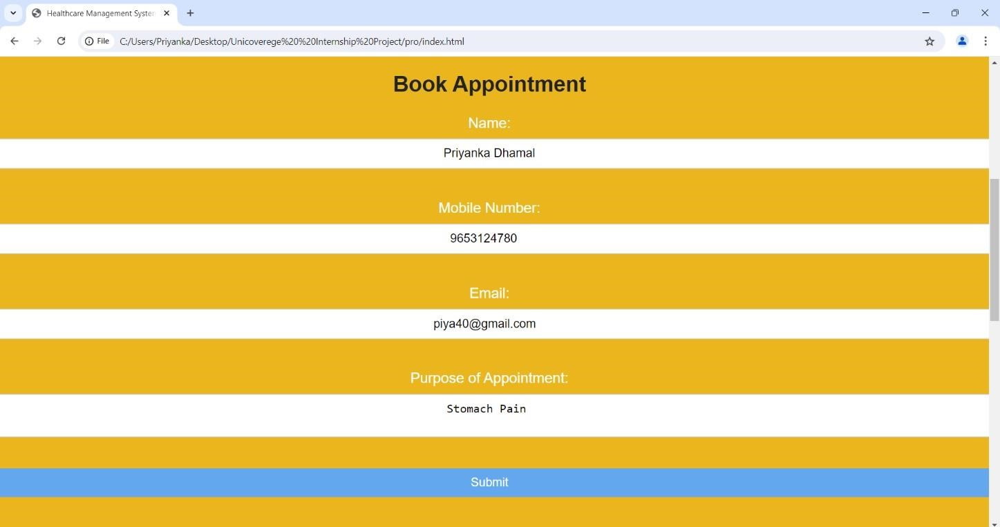 Healthcare Management System
File
C:/Users/Priyanka/Desktop/Unicoverege%20%20Internship%20Project/pro/index.html
Book Appointment
Name:
Priyanka Dhamal
Mobile Number:
9653124780
Email:
piya40@gmail.com
Purpose of Appointment:
Stomach Pain
Submit